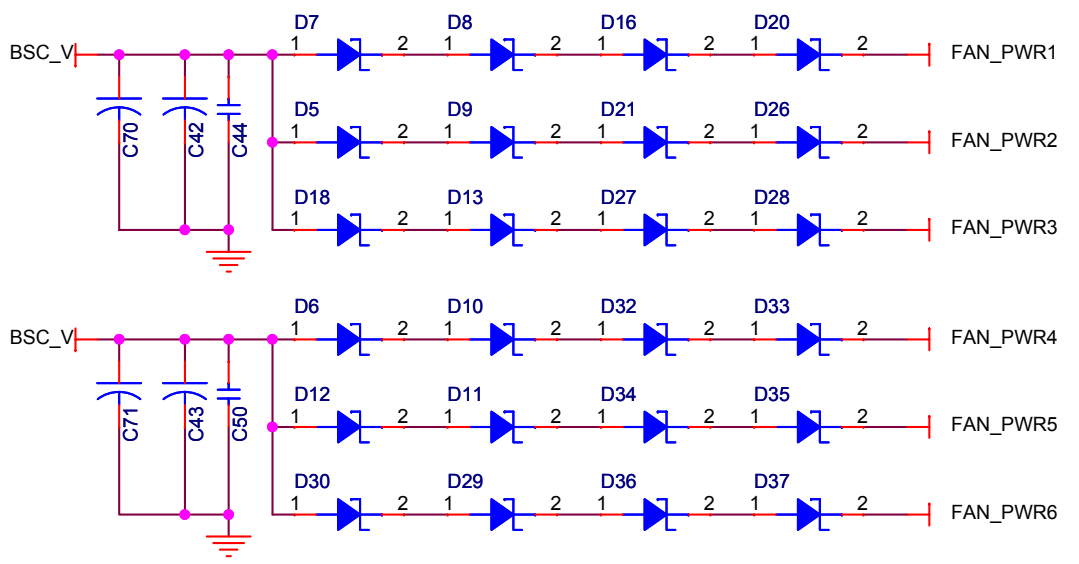 D7 D8 D16 D20
BSC_V 1 2 1 2 1 2 1 2 FAN_PWR1
C70 C42 C44
D5 D9 D21 D26
1 2 1 2 1 2 1 2 FAN_PWR2
D18 D13 D27 D28
1 2 1 2 1 2 1 2 FAN_PWR3
D6 D10 D32 D33
BSC_V 1 2 1 2 1 2 1 2 FAN_PWR4
C71 C43 C50
D12 D11 D34 D35
1 2 1 2 1 2 1 2 FAN_PWR5
D30 D29 D36 D37
1 2 1 2 1 2 1 2 FAN_PWR6